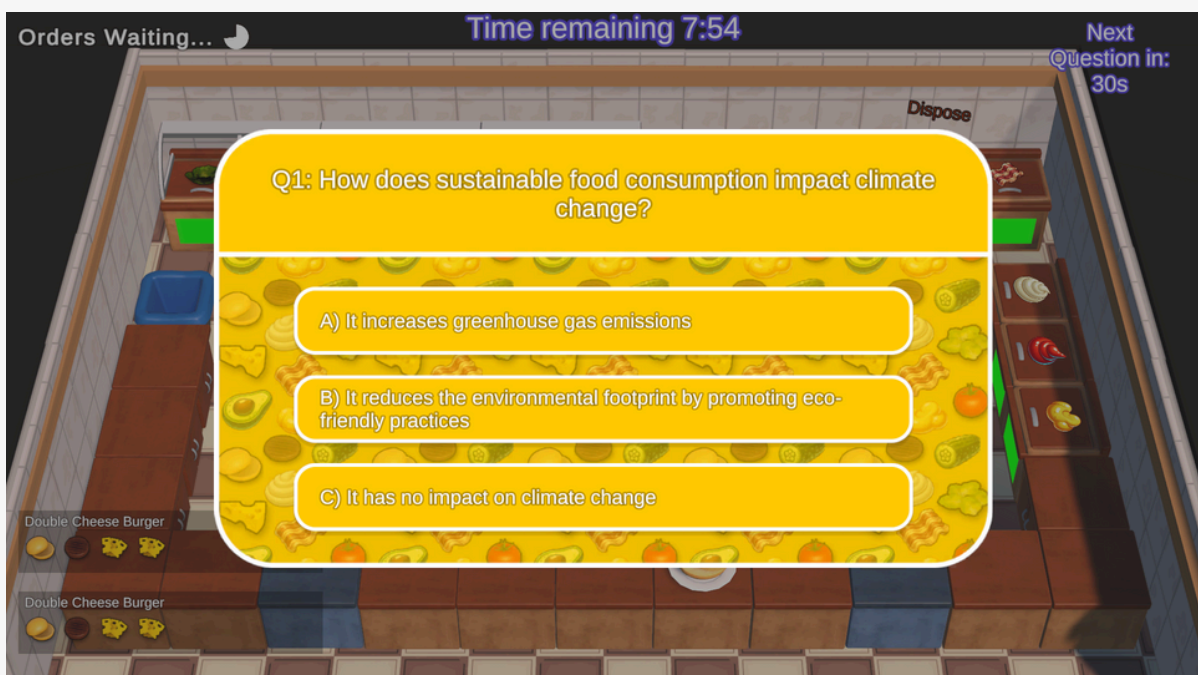 Orders Waiting...
Time remaining 7:54
Next
Question in:
30s
Dispose
Q1: How does sustainable food consumption impact climate
change?
A) It increases greenhouse gas emissions
B) It reduces the environmental footprint by promoting eco-
friendly practices
C) It has no impact on climate change
Double Cheese Burger
Double Cheese Burger